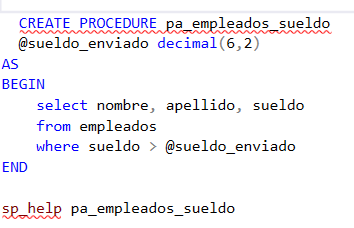 CREATE PROCEDURE pa_empleados_sueldo
@sueldo_enviado decimal(6,2)
AS
BEGIN
select nombre, apellido, sueldo
from empleados
where sueldo > @sueldo_enviado
END
sp_help pa_empleados_sueldo